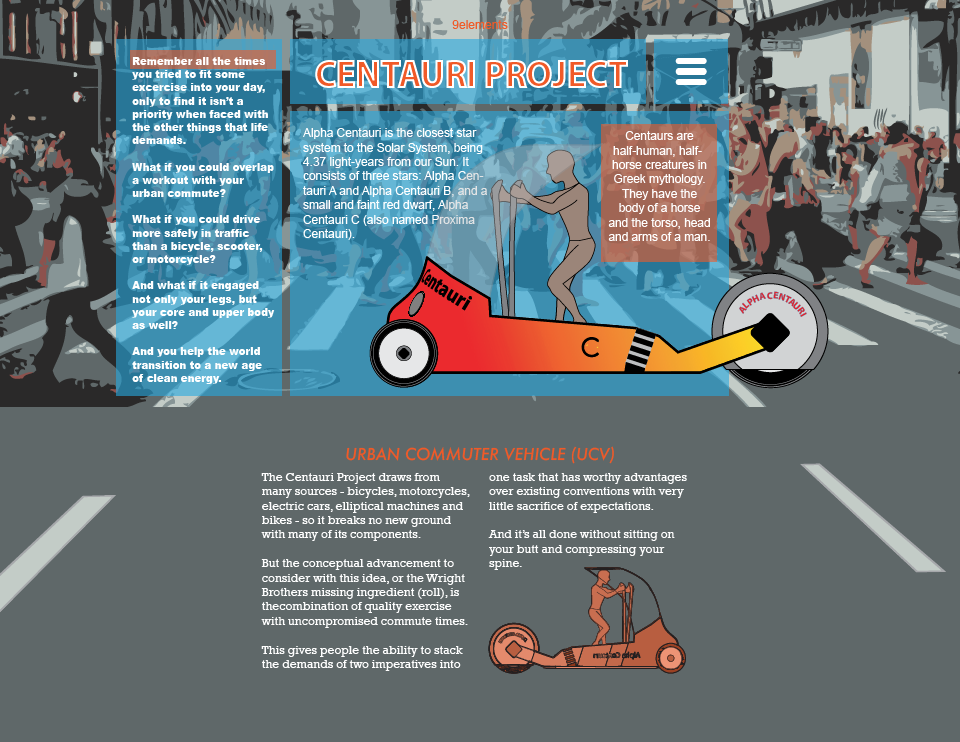 9elements
CENTAURI PROJECT
Remember all the times
you tried to fit some
excercise into your day,
only to find it isn't a
priority when faced with
the other things that life
demands.
What if you could overlap
a workout with your
urban commute?
What if you could drive
more safely in traffic
than a bicycle, scooter,
or motorcycle?
And what if it engaged
not only your legs, but
your core and upper body
as well?
And you help the world
transition to a new age
of clean energy.
Alpha Centauri is the closest star
system to the Solar System, being
4.37 light-years from our Sun. It
consists of three stars: Alpha Cen-
tauri A and Alpha Centauri B, and a
small and faint red dwarf, Alpha
Centauri C (also named Proxima
Centauri).
Centaurs are
half-human, half-
horse creatures in
Greek mythology.
They have the
body of a horse
and the torso, head
and arms of a man.
Centauri
C
ALPHA CENTAURI
URBAN COMMUTER VEHICLE (UCV)
The Centauri Project draws from
many sources - bicycles, motorcycles,
electric cars, elliptical machines and
bikes - so it breaks no new ground
with many of its components.
But the conceptual advancement to
consider with this idea, or the Wright
Brothers missing ingredient (roll), is
thecombination of quality exercise
with uncompromised commute times.
This gives people the ability to stack
the demands of two imperatives into
one task that has worthy advantages
over existing conventions with very
little sacrifice of expectations.
And it's all done without sitting on
your butt and compressing your
spine.